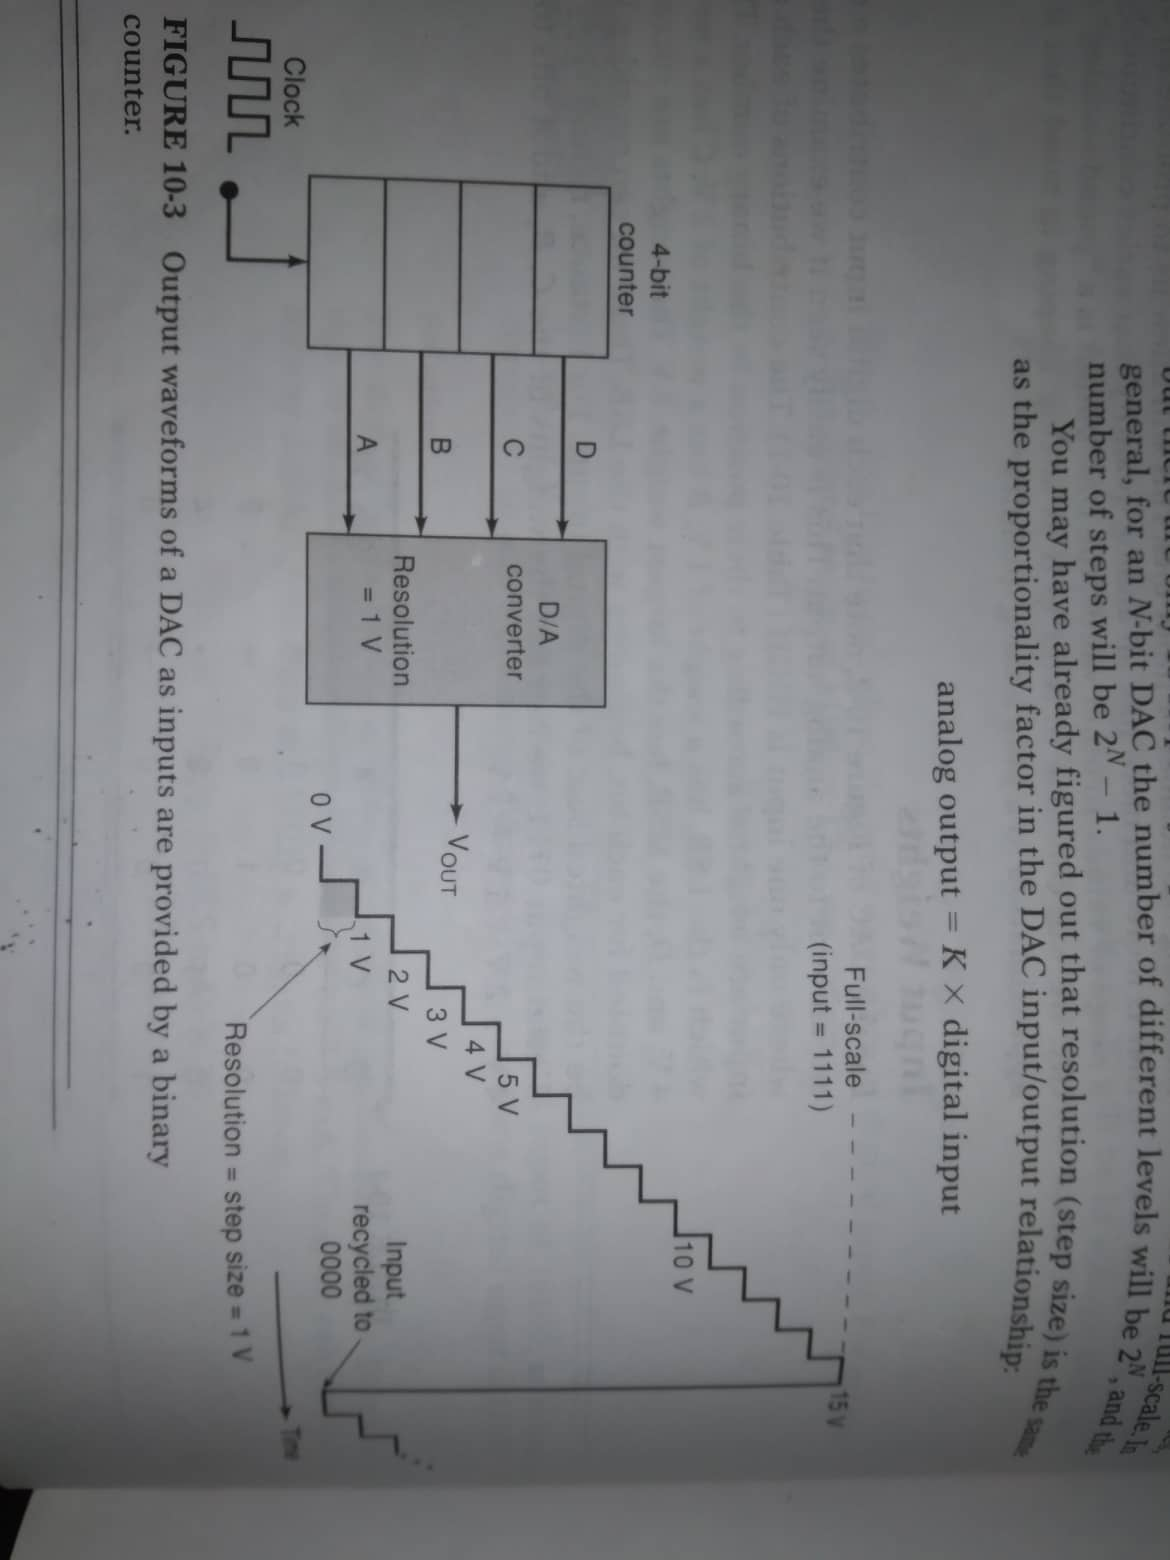 general, for an N-bit DAC the number of different levels will be 2^N, and the
number of steps will be 2^N – 1.
You may have already figured out that resolution (step size) is the same
as the proportionality factor in the DAC input/output relationship:
analog output = K × digital input
Full-scale
(input = 1111)
15 V
10 V
5 V
4 V
3 V
2 V
1 V
0 V
4-bit
counter
D
C
B
A
D/A
converter
Resolution
= 1 V
VOUT
Input
recycled to
0000
Time
Clock
Resolution = step size = 1 V
FIGURE 10-3 Output waveforms of a DAC as inputs are provided by a binary
counter.